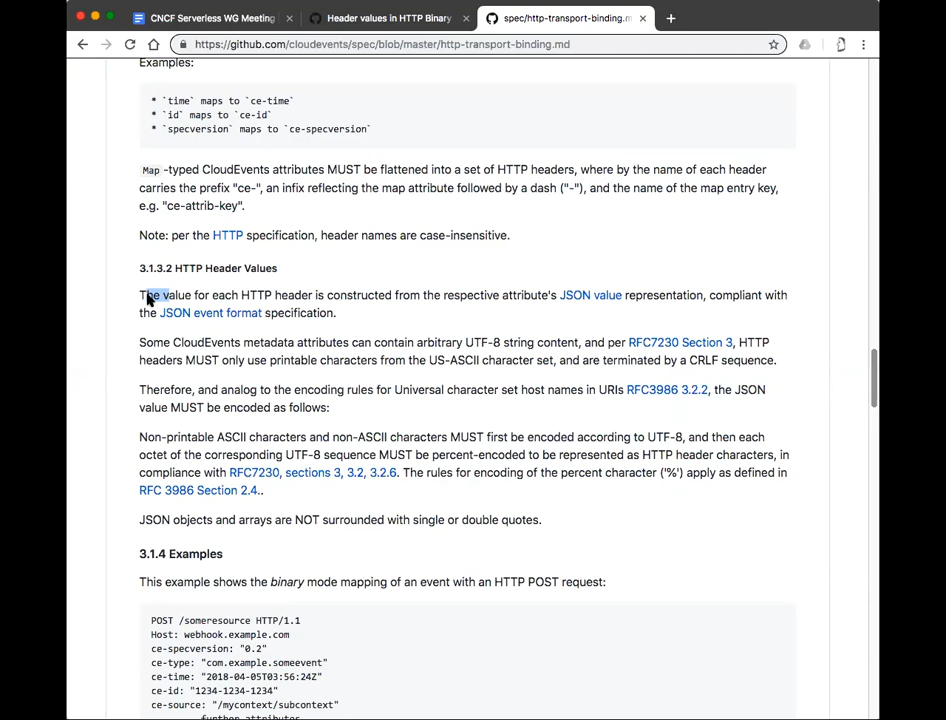 CNCF Serverless WG Meeting
Header values in HTTP Binary
spec/http-transport-binding.m
https://github.com/cloudevents/spec/blob/master/http-transport-binding.md
Examples:
* `time` maps to `ce-time`
* `id` maps to `ce-id`
* `specversion` maps to `ce-specversion`
Map -typed CloudEvents attributes MUST be flattened into a set of HTTP headers, where by the name of each header
carries the prefix "ce-", an infix reflecting the map attribute followed by a dash ("-"), and the name of the map entry key,
e.g. "ce-attrib-key".
Note: per the HTTP specification, header names are case-insensitive.
3.1.3.2 HTTP Header Values
The value for each HTTP header is constructed from the respective attribute's JSON value representation, compliant with
the JSON event format specification.
Some CloudEvents metadata attributes can contain arbitrary UTF-8 string content, and per RFC7230 Section 3, HTTP
headers MUST only use printable characters from the US-ASCII character set, and are terminated by a CRLF sequence.
Therefore, and analog to the encoding rules for Universal character set host names in URIs RFC3986 3.2.2, the JSON
value MUST be encoded as follows:
Non-printable ASCII characters and non-ASCII characters MUST first be encoded according to UTF-8, and then each
octet of the corresponding UTF-8 sequence MUST be percent-encoded to be represented as HTTP header characters, in
compliance with RFC7230, sections 3, 3.2, 3.2.6. The rules for encoding of the percent character ('%') apply as defined in
RFC 3986 Section 2.4..
JSON objects and arrays are NOT surrounded with single or double quotes.
3.1.4 Examples
This example shows the binary mode mapping of an event with an HTTP POST request:
POST /someresource HTTP/1.1
Host: webhook.example.com
ce-specversion: "0.2"
ce-type: "com.example.someevent"
ce-time: "2018-04-05T03:56:24Z"
ce-id: "1234-1234-1234"
ce-source: "/mycontext/subcontext"
further attributes